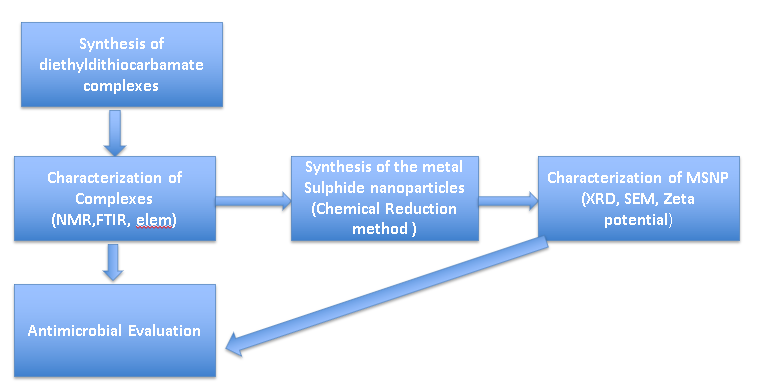 Synthesis of
diethyldithiocarbamate
complexes
Characterization of
Complexes
(NMR,FTIR, elem)
Synthesis of the metal
Sulphide nanoparticles
(Chemical Reduction
method )
Characterization of MSNP
(XRD, SEM, Zeta
potential)
Antimicrobial Evaluation